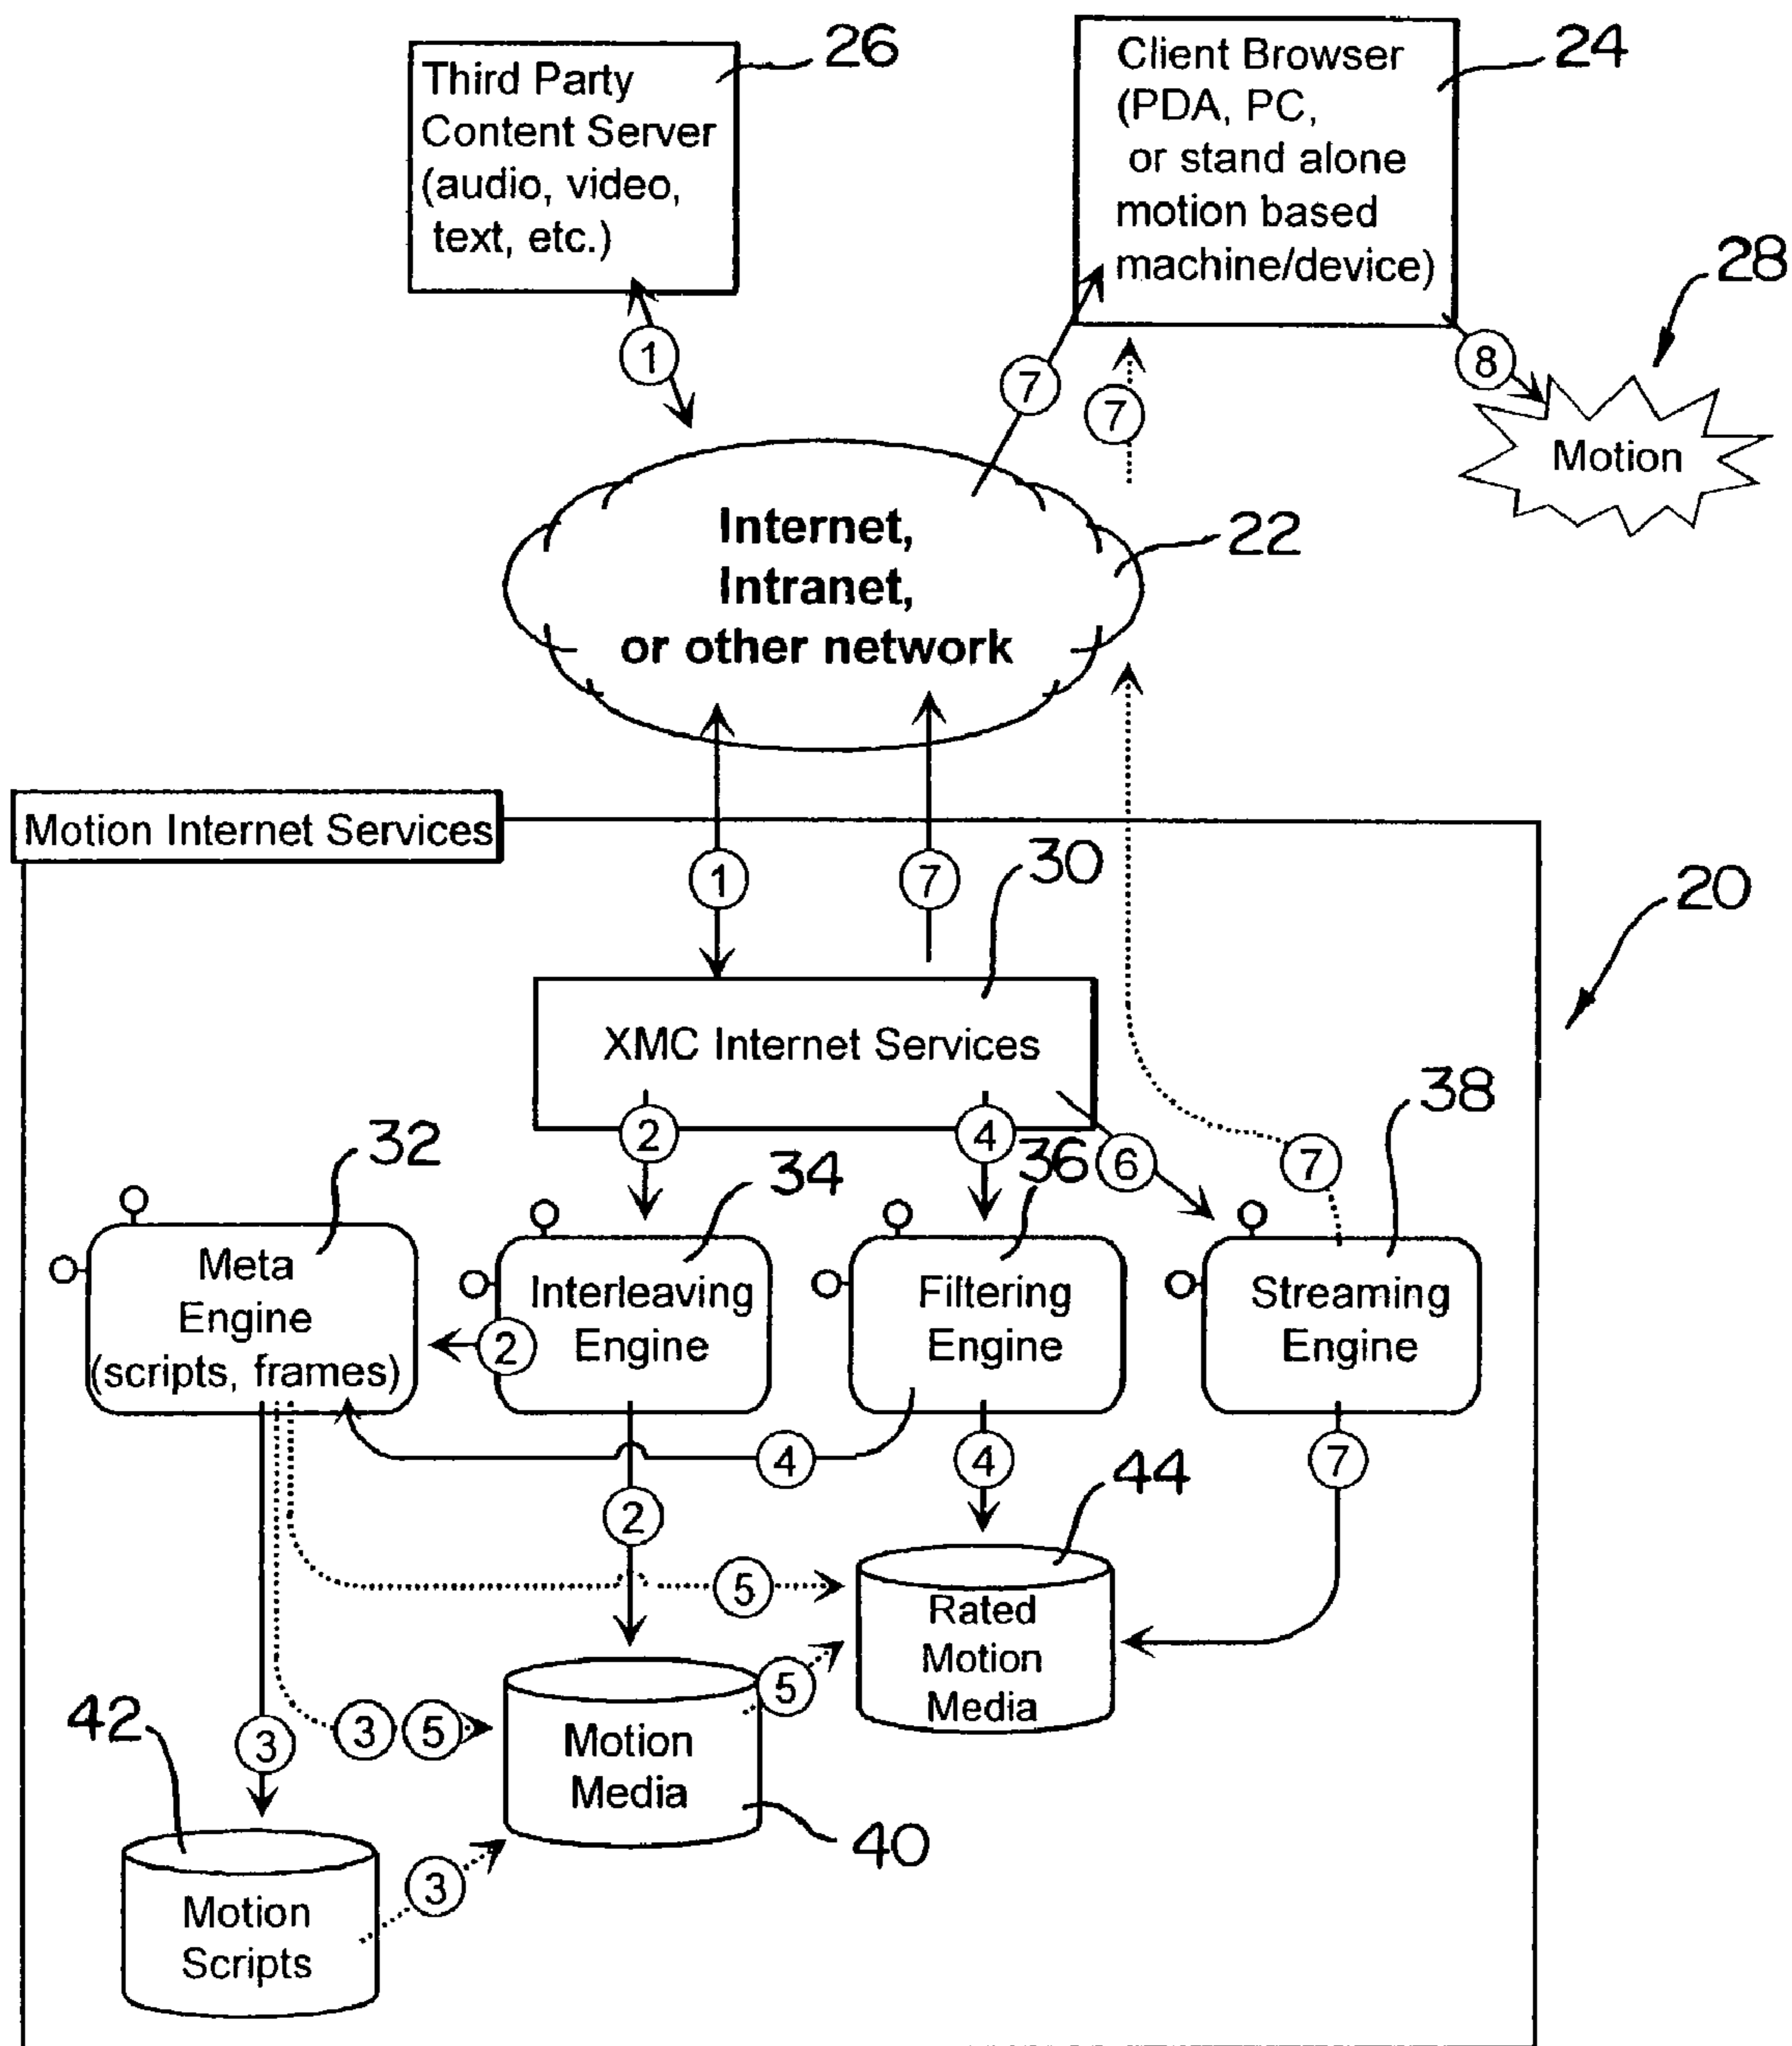 Third Party
Content Server
(audio, video,
text, etc.)
26
Client Browser
(PDA, PC,
or stand alone
motion based
machine/device)
24
28
1
7
7
8
Motion
Internet,
Intranet,
or other network
22
Motion Internet Services
1
7
30
20
XMC Internet Services
38
2
4
6
7
32
34
36
Meta
Engine
(scripts, frames)
2
Interleaving
Engine
Filtering
Engine
Streaming
Engine
4
4
7
2
44
5
Rated
Motion
Media
5
42
3
3
5
Motion
Media
40
3
Motion
Scripts